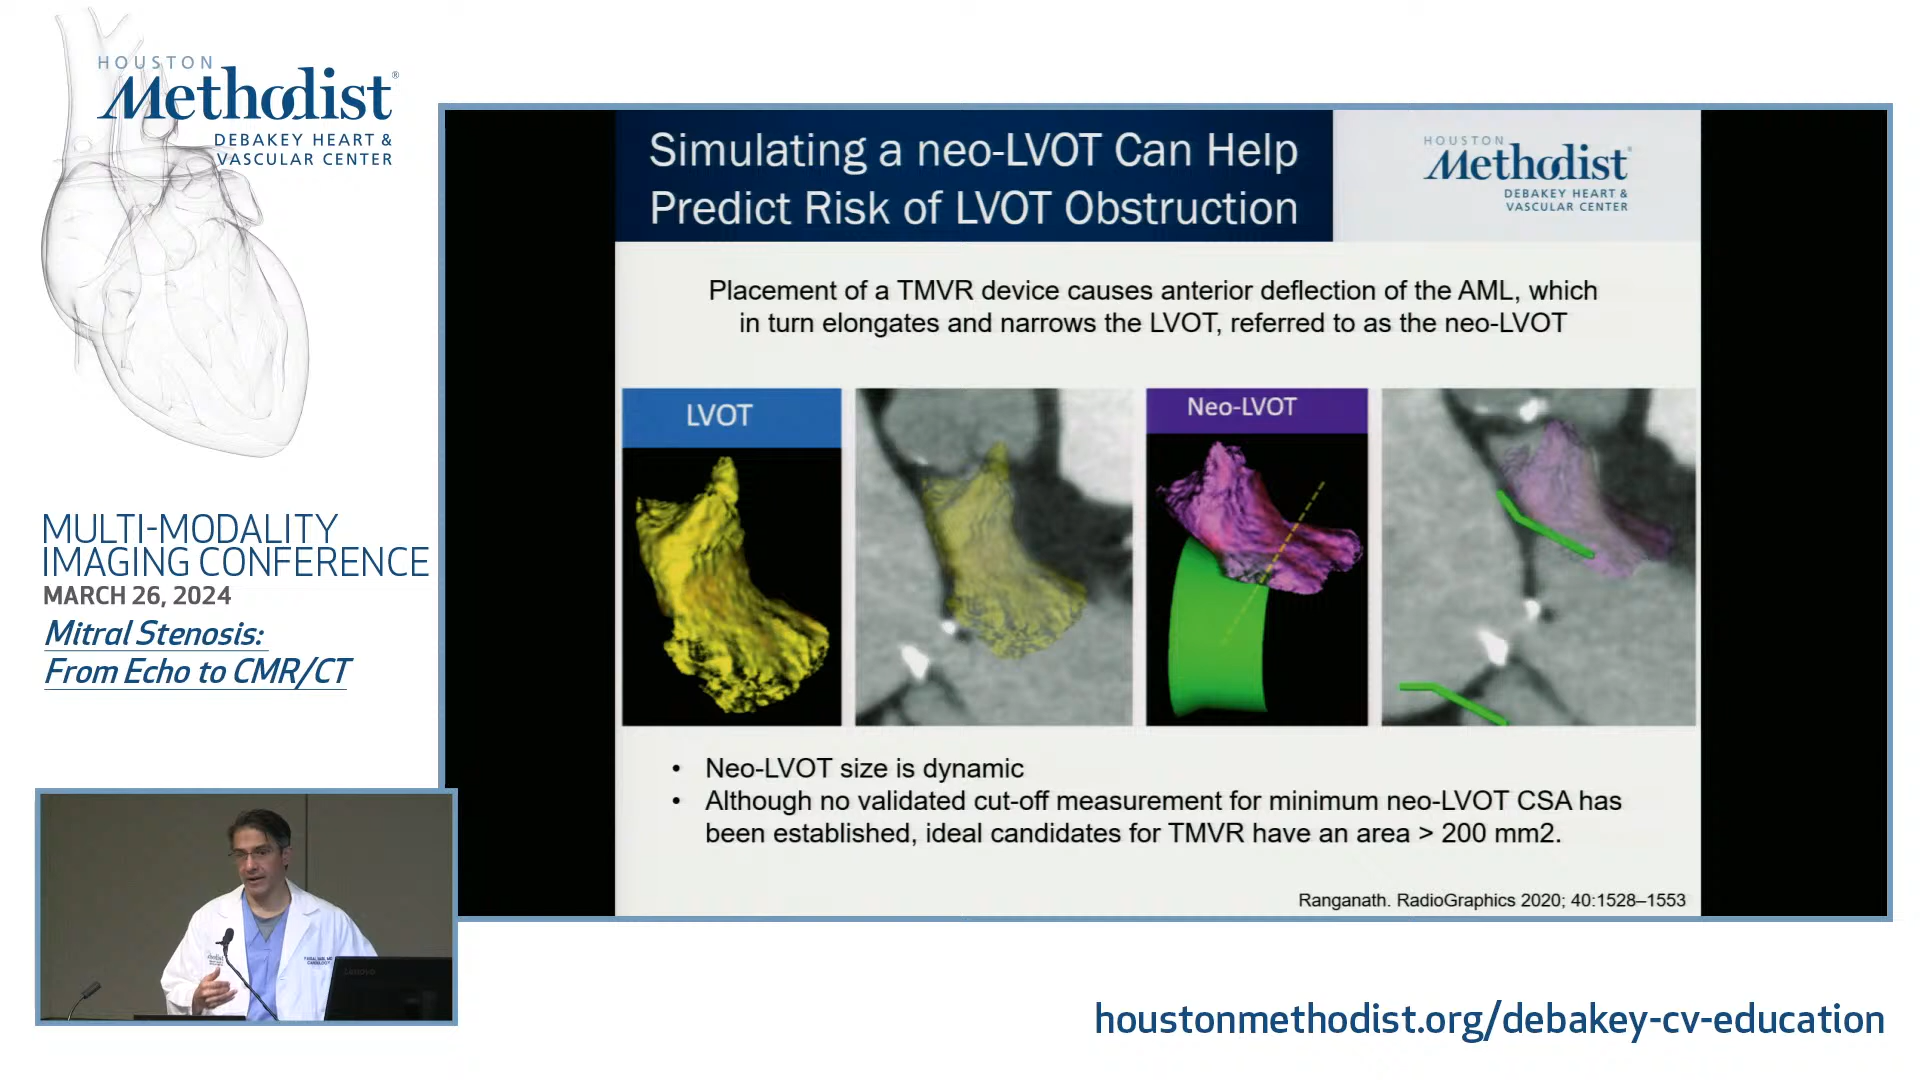 HOUSTON
Methodist®
DEBAKEY HEART &
VASCULAR CENTER
MULTI-MODALITY
IMAGING CONFERENCE
MARCH 26, 2024
Mitral Stenosis:
From Echo to CMR/CT
Simulating a neo-LVOT Can Help
Predict Risk of LVOT Obstruction
HOUSTON
Methodist®
DEBAKEY HEART &
VASCULAR CENTER
Placement of a TMVR device causes anterior deflection of the AML, which
in turn elongates and narrows the LVOT, referred to as the neo-LVOT
LVOT
Neo-LVOT
• Neo-LVOT size is dynamic
• Although no validated cut-off measurement for minimum neo-LVOT CSA has
been established, ideal candidates for TMVR have an area > 200 mm2.
Ranganath. RadioGraphics 2020; 40:1528–1553
Lenovo
houstonmethodist.org/debakey-cv-education